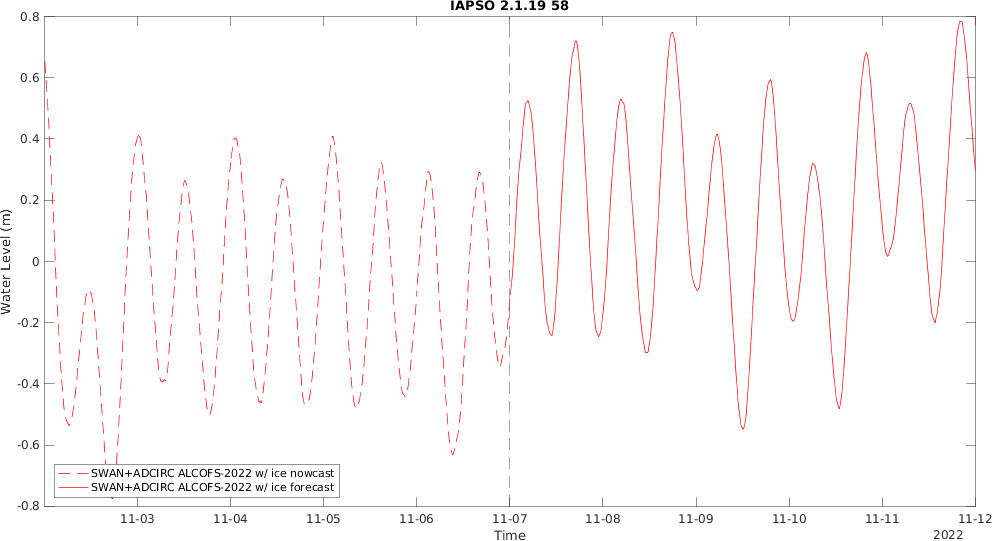 IAPSO 2.1.19 58
Water Level (m)
0.8
0.6
0.4
0.2
0
-0.2
-0.4
-0.6
-0.8
SWAN+ADCIRC ALCOFS-2022 w/ ice nowcast
SWAN+ADCIRC ALCOFS-2022 w/ ice forecast
11-03 11-04 11-05 11-06 11-07 11-08 11-09 11-10 11-11 11-12
Time
2022